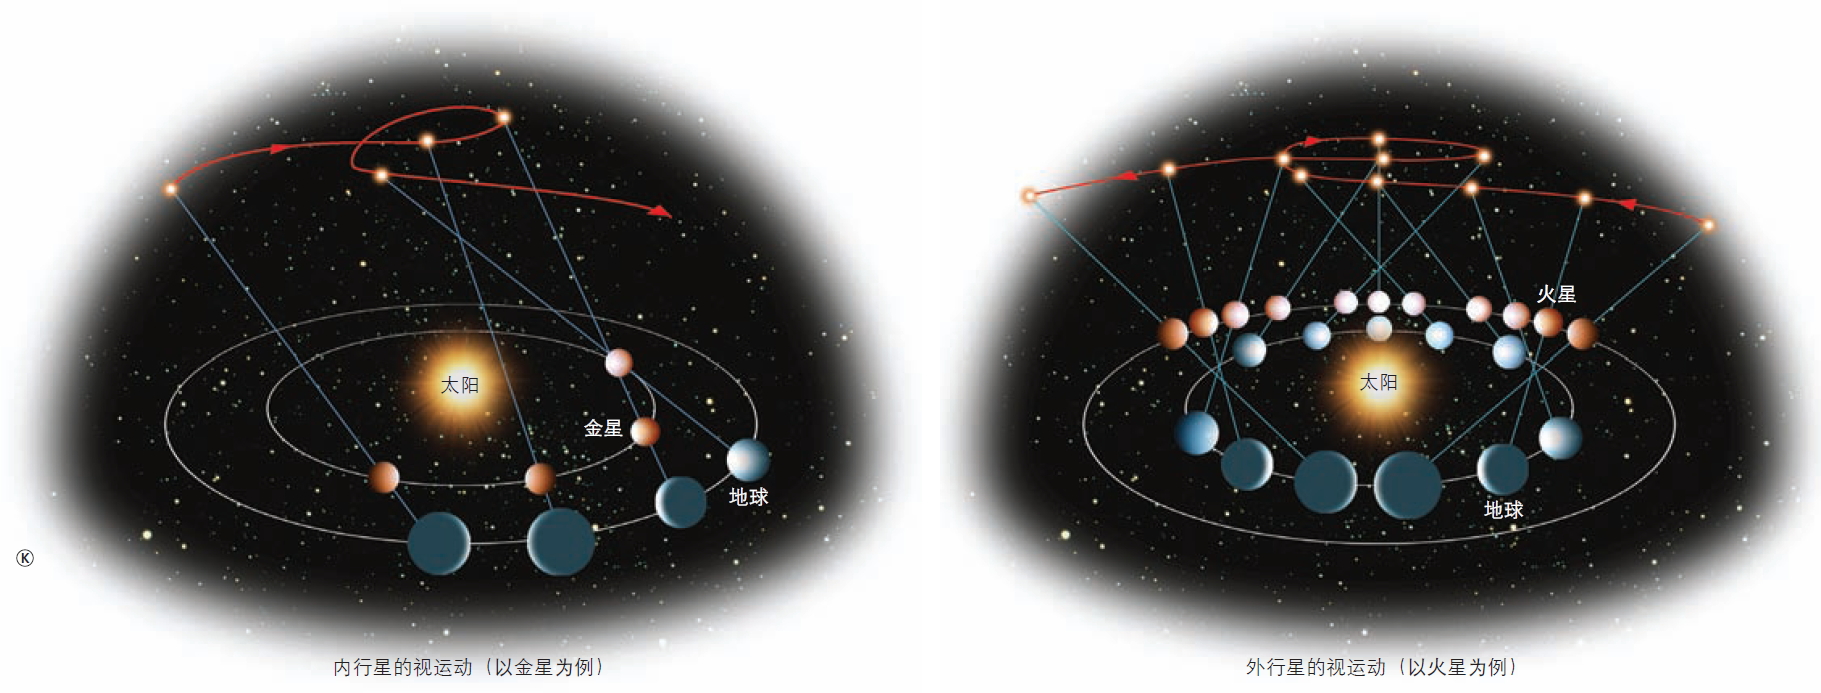 太阳
金星
地球
Ⓚ
内行星的视运动（以金星为例）
火星
太阳
地球
外行星的视运动（以火星为例）